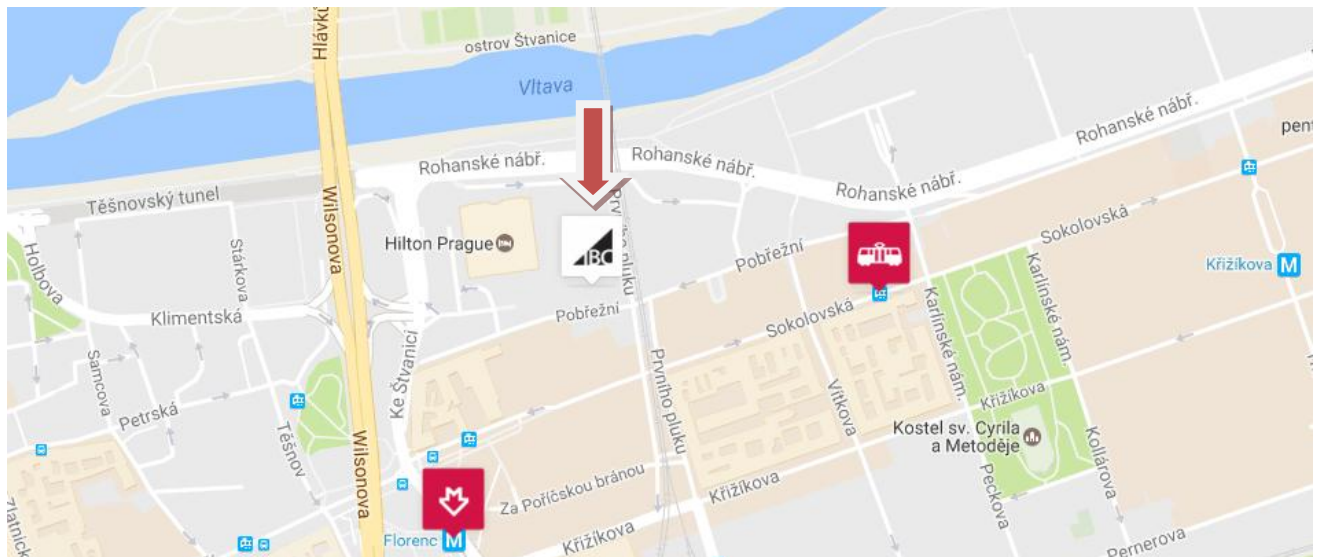 Hlávků
ostrov Štvanice
Vltava
Rohanské nábř.
Rohanské nábř.
Rohanské nábř.
Rohanské nábř.
Těšnovský tunel
Wilsonova
Holbova
Stárkova
Hilton Prague
IBC
Prvního pluku
Pobřežní
Sokolovská
Karlínské nám.
Křižíkova
M
Klimentská
Pobřežní
Sokolovská
Karlínské nám.
Samcova
Petrská
Těšnov
Ke Štvanici
Prvního pluku
Vítkova
Křižíkova
Kostel sv. Cyrila
a Metoděje
Kollárova
Peckova
Wilsonova
Za Poříčskou bránou
Křižíkova
Křižíkova
Florenc
M
Pernerova